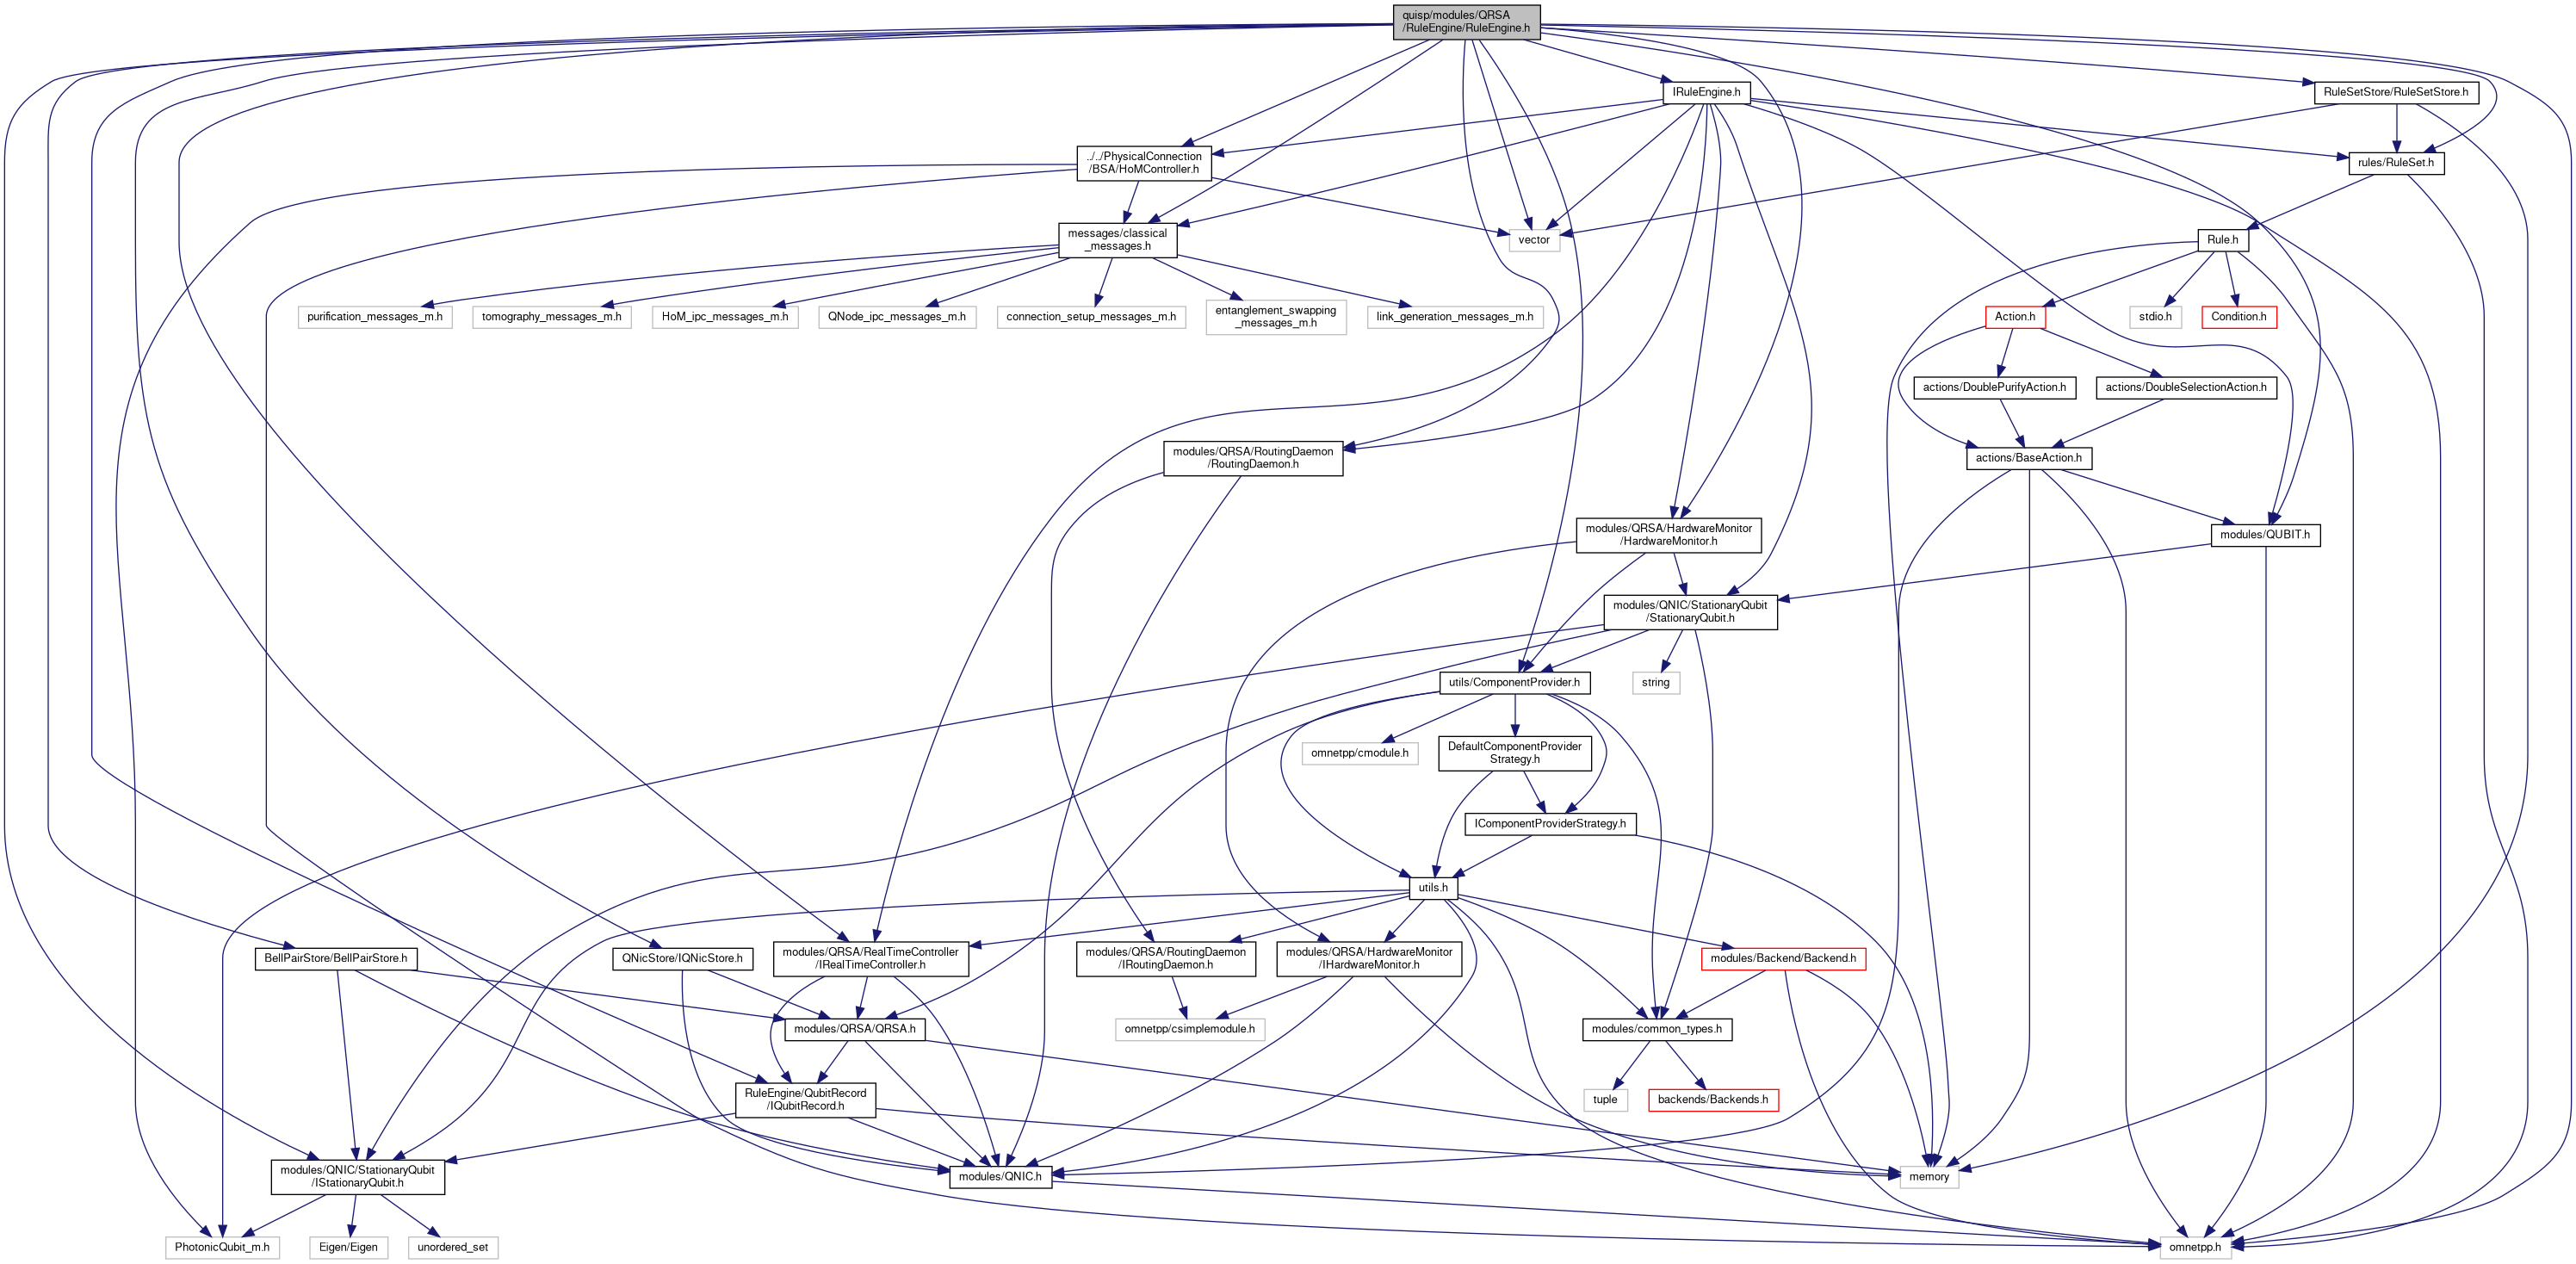 quisp/modules/QRSA
/RuleEngine/RuleEngine.h
IRuleEngine.h
RuleSetStore/RuleSetStore.h
../../PhysicalConnection
/BSA/HoMController.h
rules/RuleSet.h
messages/classical
_messages.h
vector
Rule.h
purification_messages_m.h
tomography_messages_m.h
HoM_ipc_messages_m.h
QNode_ipc_messages_m.h
connection_setup_messages_m.h
entanglement_swapping
_messages_m.h
link_generation_messages_m.h
Action.h
stdio.h
Condition.h
actions/DoublePurifyAction.h
actions/DoubleSelectionAction.h
modules/QRSA/RoutingDaemon
/RoutingDaemon.h
actions/BaseAction.h
modules/QRSA/HardwareMonitor
/HardwareMonitor.h
modules/QUBIT.h
modules/QNIC/StationaryQubit
/StationaryQubit.h
utils/ComponentProvider.h
string
omnetpp/cmodule.h
DefaultComponentProvider
Strategy.h
IComponentProviderStrategy.h
utils.h
BellPairStore/BellPairStore.h
QNicStore/IQNicStore.h
modules/QRSA/RealTimeController
/IRealTimeController.h
modules/QRSA/RoutingDaemon
/IRoutingDaemon.h
modules/QRSA/HardwareMonitor
/IHardwareMonitor.h
modules/Backend/Backend.h
modules/QRSA/QRSA.h
omnetpp/csimplemodule.h
modules/common_types.h
RuleEngine/QubitRecord
/IQubitRecord.h
tuple
backends/Backends.h
modules/QNIC/StationaryQubit
/IStationaryQubit.h
modules/QNIC.h
memory
PhotonicQubit_m.h
Eigen/Eigen
unordered_set
omnetpp.h